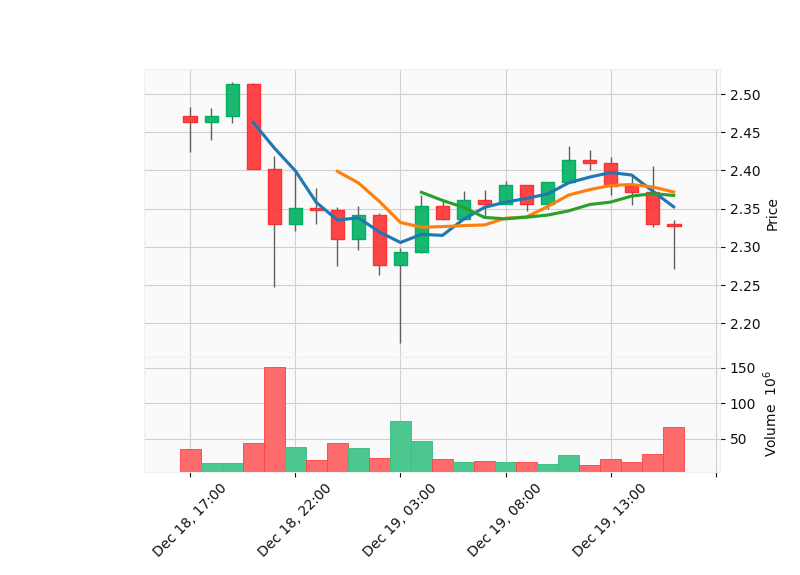 2.50
2.45
2.40
2.35
2.30
2.25
2.20
Price
150
100
50
Volume 10^6
Dec 18, 17:00
Dec 18, 22:00
Dec 19, 03:00
Dec 19, 08:00
Dec 19, 13:00